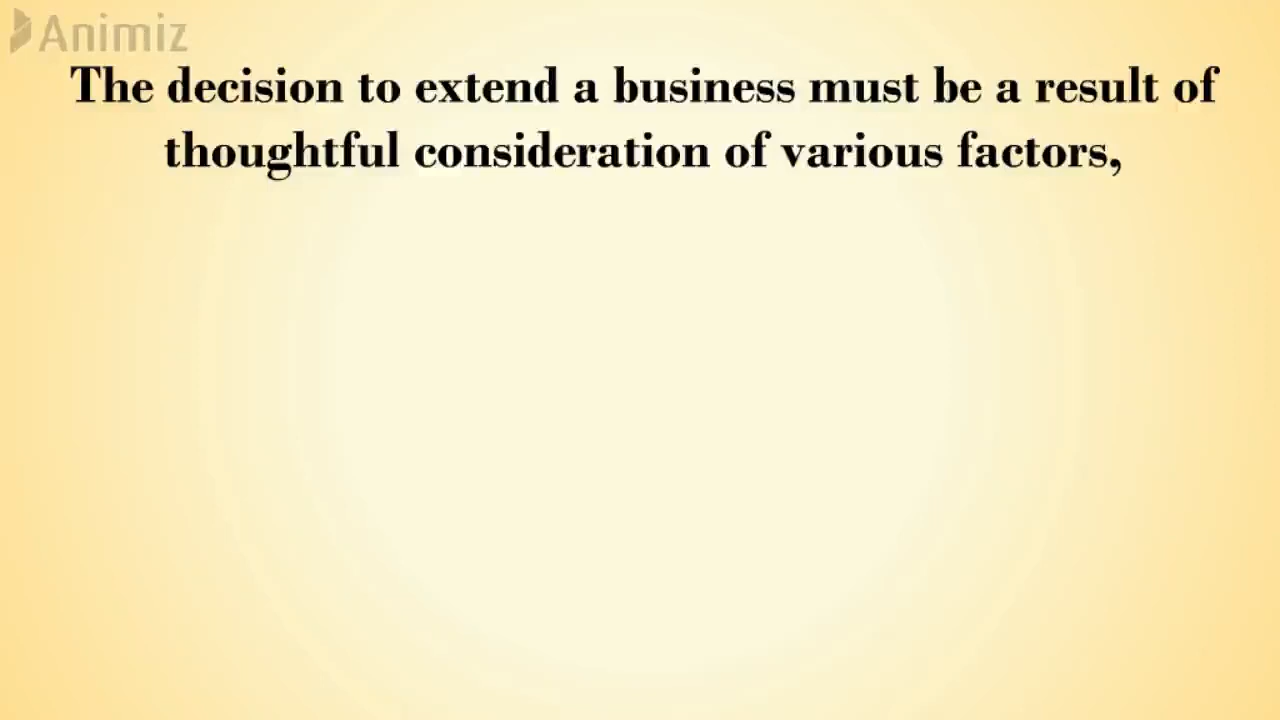 Animiz
The decision to extend a business must be a result of
thoughtful consideration of various factors,